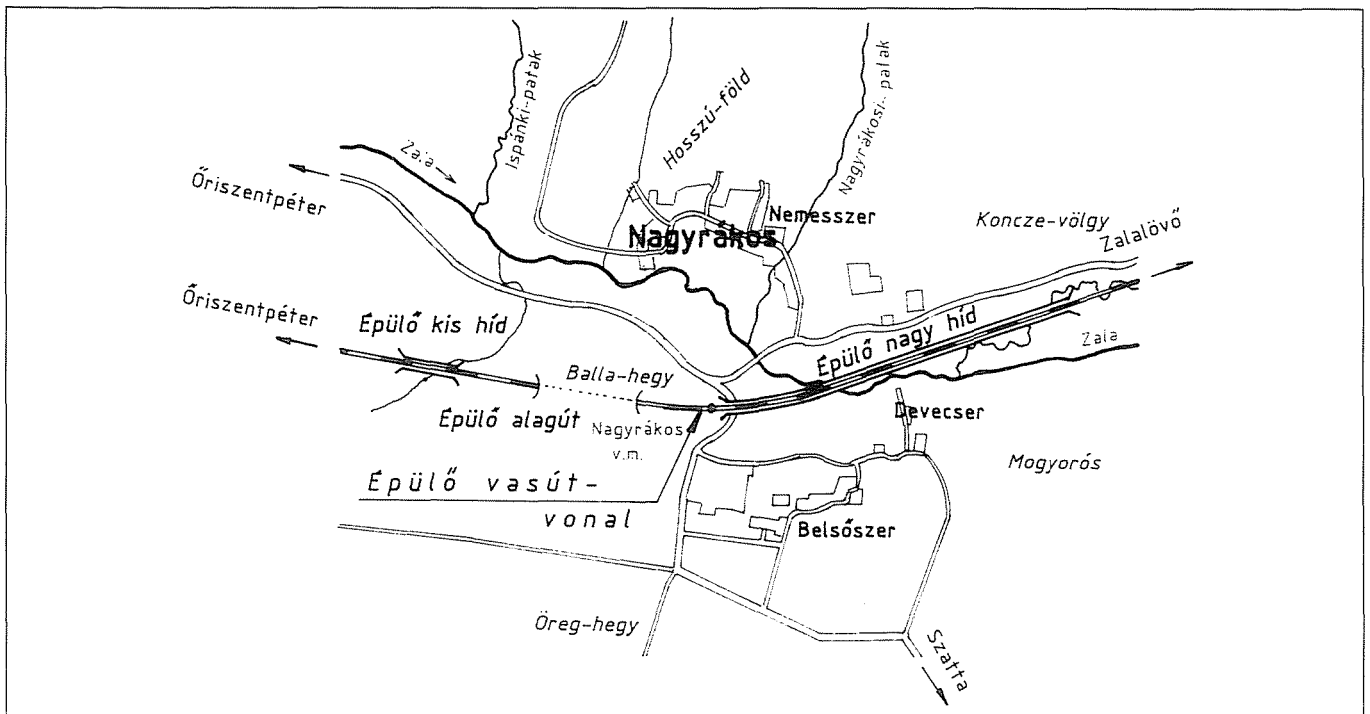 Ispánki-patak
Zala
Hosszú-föld
Nagyrákosi-patak
Őriszentpéter
Nemesszer
Nagyrákos
Koncze-völgy
Zalalövő
Őriszentpéter
Épülő kis híd
Épülő nagy híd
Zala
Balla-hegy
Épülő alagút
Nagyrákos
v.m.
Devecser
Mogyorós
Épülő vasút-
vonal
Belsőszer
Öreg-hegy
Szatta